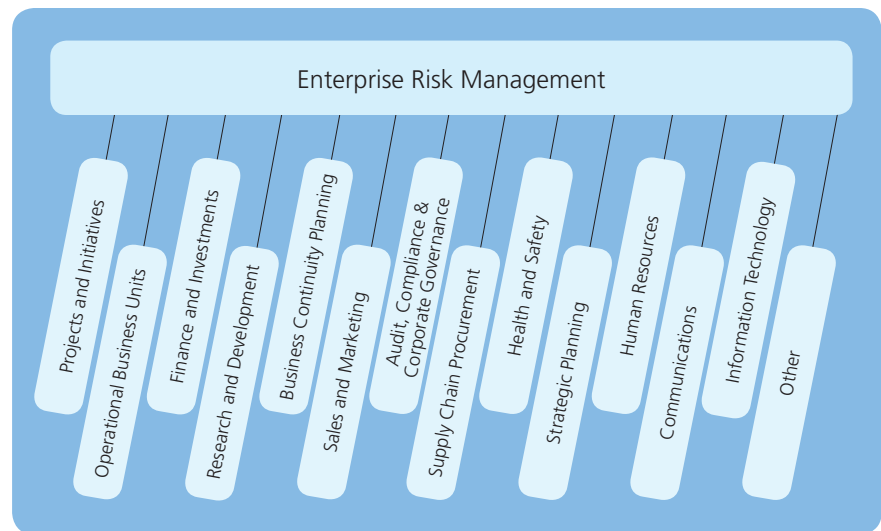 Enterprise Risk Management
Projects and Initiatives
Operational Business Units
Finance and Investments
Research and Development
Business Continuity Planning
Sales and Marketing
Audit, Compliance &
Corporate Governance
Supply Chain Procurement
Health and Safety
Strategic Planning
Human Resources
Communications
Information Technology
Other